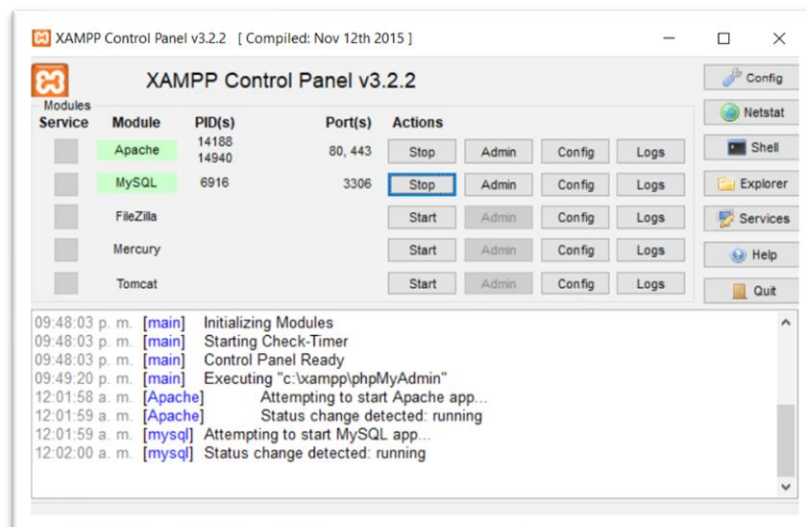 XAMPP Control Panel v3.2.2 [ Compiled: Nov 12th 2015 ]
XAMPP Control Panel v3.2.2
Config
Modules
Service Module PID(s) Port(s) Actions
Netstat
Apache 14188 14940 80, 443 Stop Admin Config Logs
Shell
MySQL 6916 3306 Stop Admin Config Logs
Explorer
FileZilla Start Admin Config Logs
Services
Mercury Start Admin Config Logs
Help
Tomcat Start Admin Config Logs
Quit
09:48:03 p. m. [main] Initializing Modules
09:48:03 p. m. [main] Starting Check-Timer
09:48:03 p. m. [main] Control Panel Ready
09:49:20 p. m. [main] Executing "c:\xampp\phpMyAdmin"
12:01:58 a. m. [Apache] Attempting to start Apache app...
12:01:59 a. m. [Apache] Status change detected: running
12:01:59 a. m. [mysql] Attempting to start MySQL app...
12:02:00 a. m. [mysql] Status change detected: running